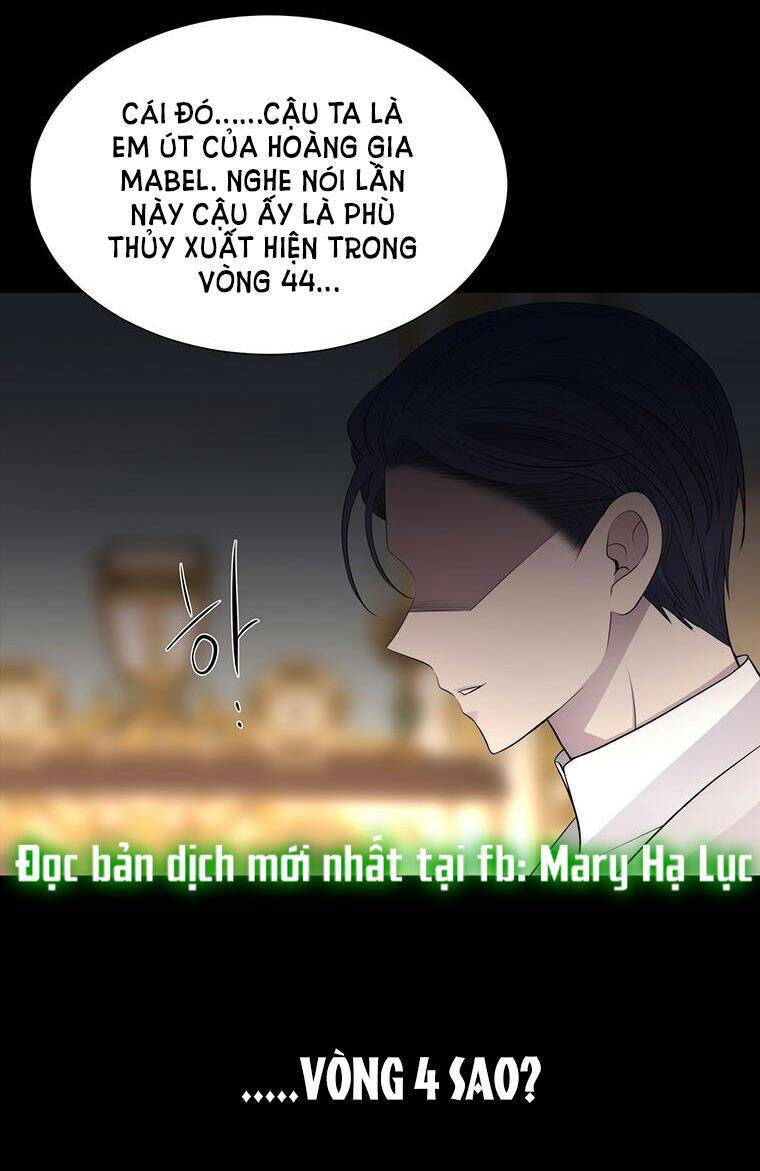 CÁI ĐÓ......CẬU TA LÀ
EM ÚT CỦA HOÀNG GIA
MABEL. NGHE NÓI LẦN
NÀY CẬU ẤY LÀ PHÙ
THỦY XUẤT HIỆN TRONG
VÒNG 44...
하
Đọc bản dịch mới nhất tại fb: Mary Hạ Lục
.....VÒNG 4 SAO?